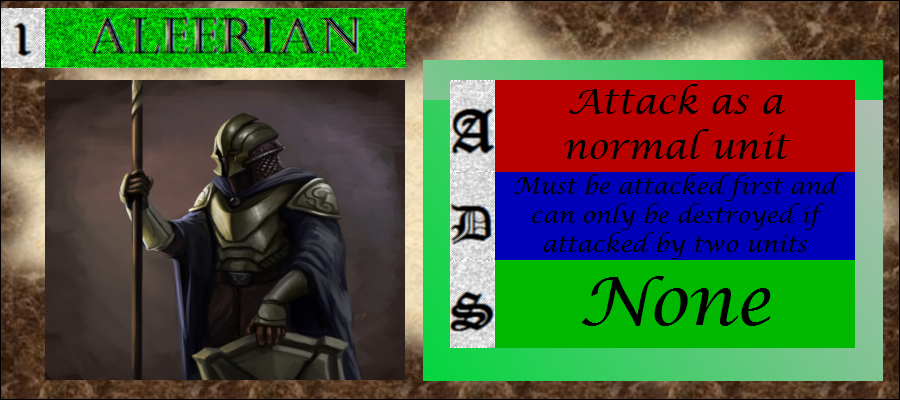 1 ALEERIAN
A Attack as a
normal unit
D Must be attacked first and
can only be destroyed if
attacked by two units
S None